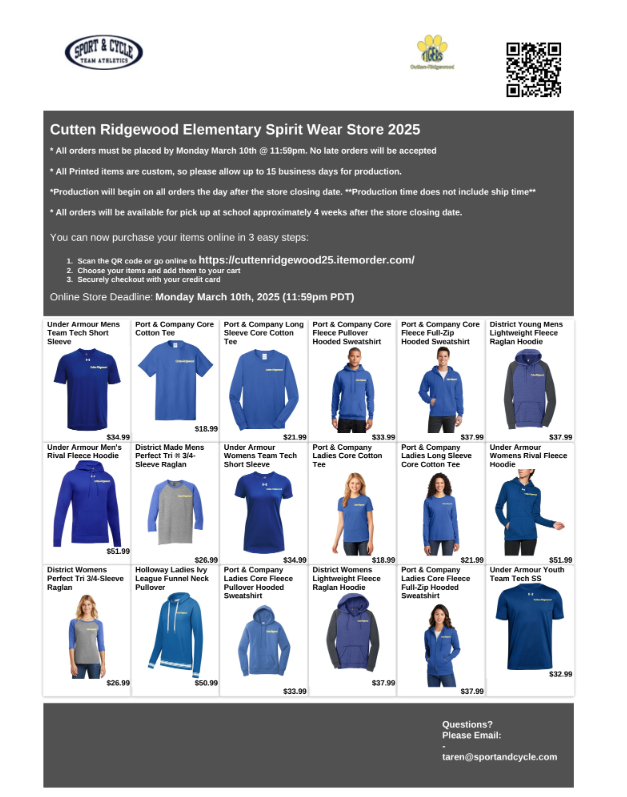 SPORT & CYCLE
TEAM ATHLETICS
TIGERS
Cutten-Ridgewood
Cutten Ridgewood Elementary Spirit Wear Store 2025
* All orders must be placed by Monday March 10th @ 11:59pm. No late orders will be accepted
* All Printed items are custom, so please allow up to 15 business days for production.
*Production will begin on all orders the day after the store closing date. **Production time does not include ship time**
* All orders will be available for pick up at school approximately 4 weeks after the store closing date.
You can now purchase your items online in 3 easy steps:
1. Scan the QR code or go online to https://cuttenridgewood25.itemorder.com/
2. Choose your items and add them to your cart
3. Securely checkout with your credit card
Online Store Deadline: Monday March 10th, 2025 (11:59pm PDT)
Under Armour Mens
Team Tech Short
Sleeve
$34.99
Port & Company Core
Cotton Tee
$18.99
Port & Company Long
Sleeve Core Cotton
Tee
$21.99
Port & Company Core
Fleece Pullover
Hooded Sweatshirt
$33.99
Port & Company Core
Fleece Full-Zip
Hooded Sweatshirt
$37.99
District Young Mens
Lightweight Fleece
Raglan Hoodie
$37.99
Under Armour Men's
Rival Fleece Hoodie
$51.99
District Made Mens
Perfect Tri ® 3/4-
Sleeve Raglan
$26.99
Under Armour
Womens Team Tech
Short Sleeve
$34.99
Port & Company
Ladies Core Cotton
Tee
$18.99
Port & Company
Ladies Long Sleeve
Core Cotton Tee
$21.99
Under Armour
Womens Rival Fleece
Hoodie
$51.99
District Womens
Perfect Tri 3/4-Sleeve
Raglan
$26.99
Holloway Ladies Ivy
League Funnel Neck
Pullover
$50.99
Port & Company
Ladies Core Fleece
Pullover Hooded
Sweatshirt
$33.99
District Womens
Lightweight Fleece
Raglan Hoodie
$37.99
Port & Company
Ladies Core Fleece
Full-Zip Hooded
Sweatshirt
$37.99
Under Armour Youth
Team Tech SS
$32.99
Questions?
Please Email:
-
taren@sportandcycle.com